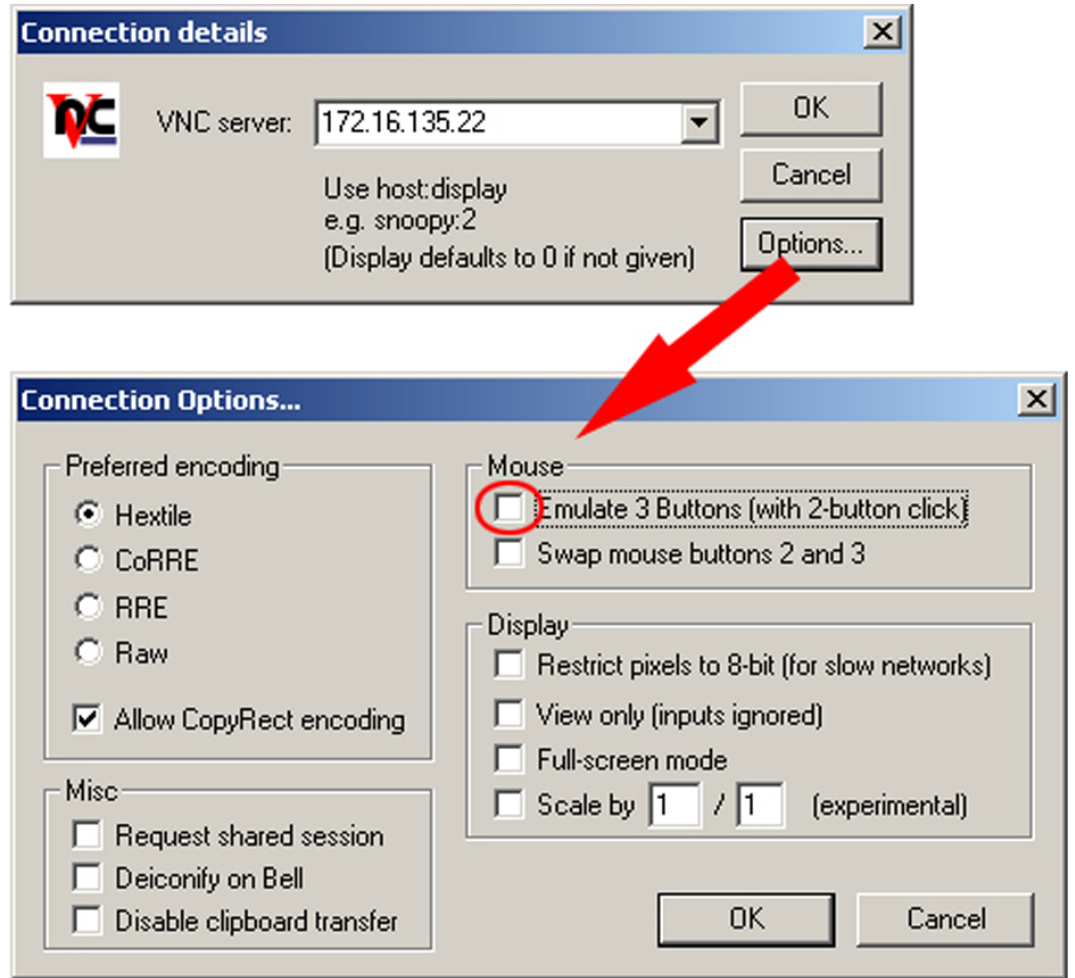 Connection details
VNC
VNC server:
172.16.135.22
OK
Use host:display
e.g. snoopy:2
(Display defaults to 0 if not given)
Cancel
Options...
Connection Options...
Preferred encoding
Hextile
CoRRE
RRE
Raw
Allow CopyRect encoding
Misc
Request shared session
Deiconify on Bell
Disable clipboard transfer
Mouse
Emulate 3 Buttons (with 2-button click)
Swap mouse buttons 2 and 3
Display
Restrict pixels to 8-bit (for slow networks)
View only (inputs ignored)
Full-screen mode
Scale by 1 / 1 (experimental)
OK
Cancel